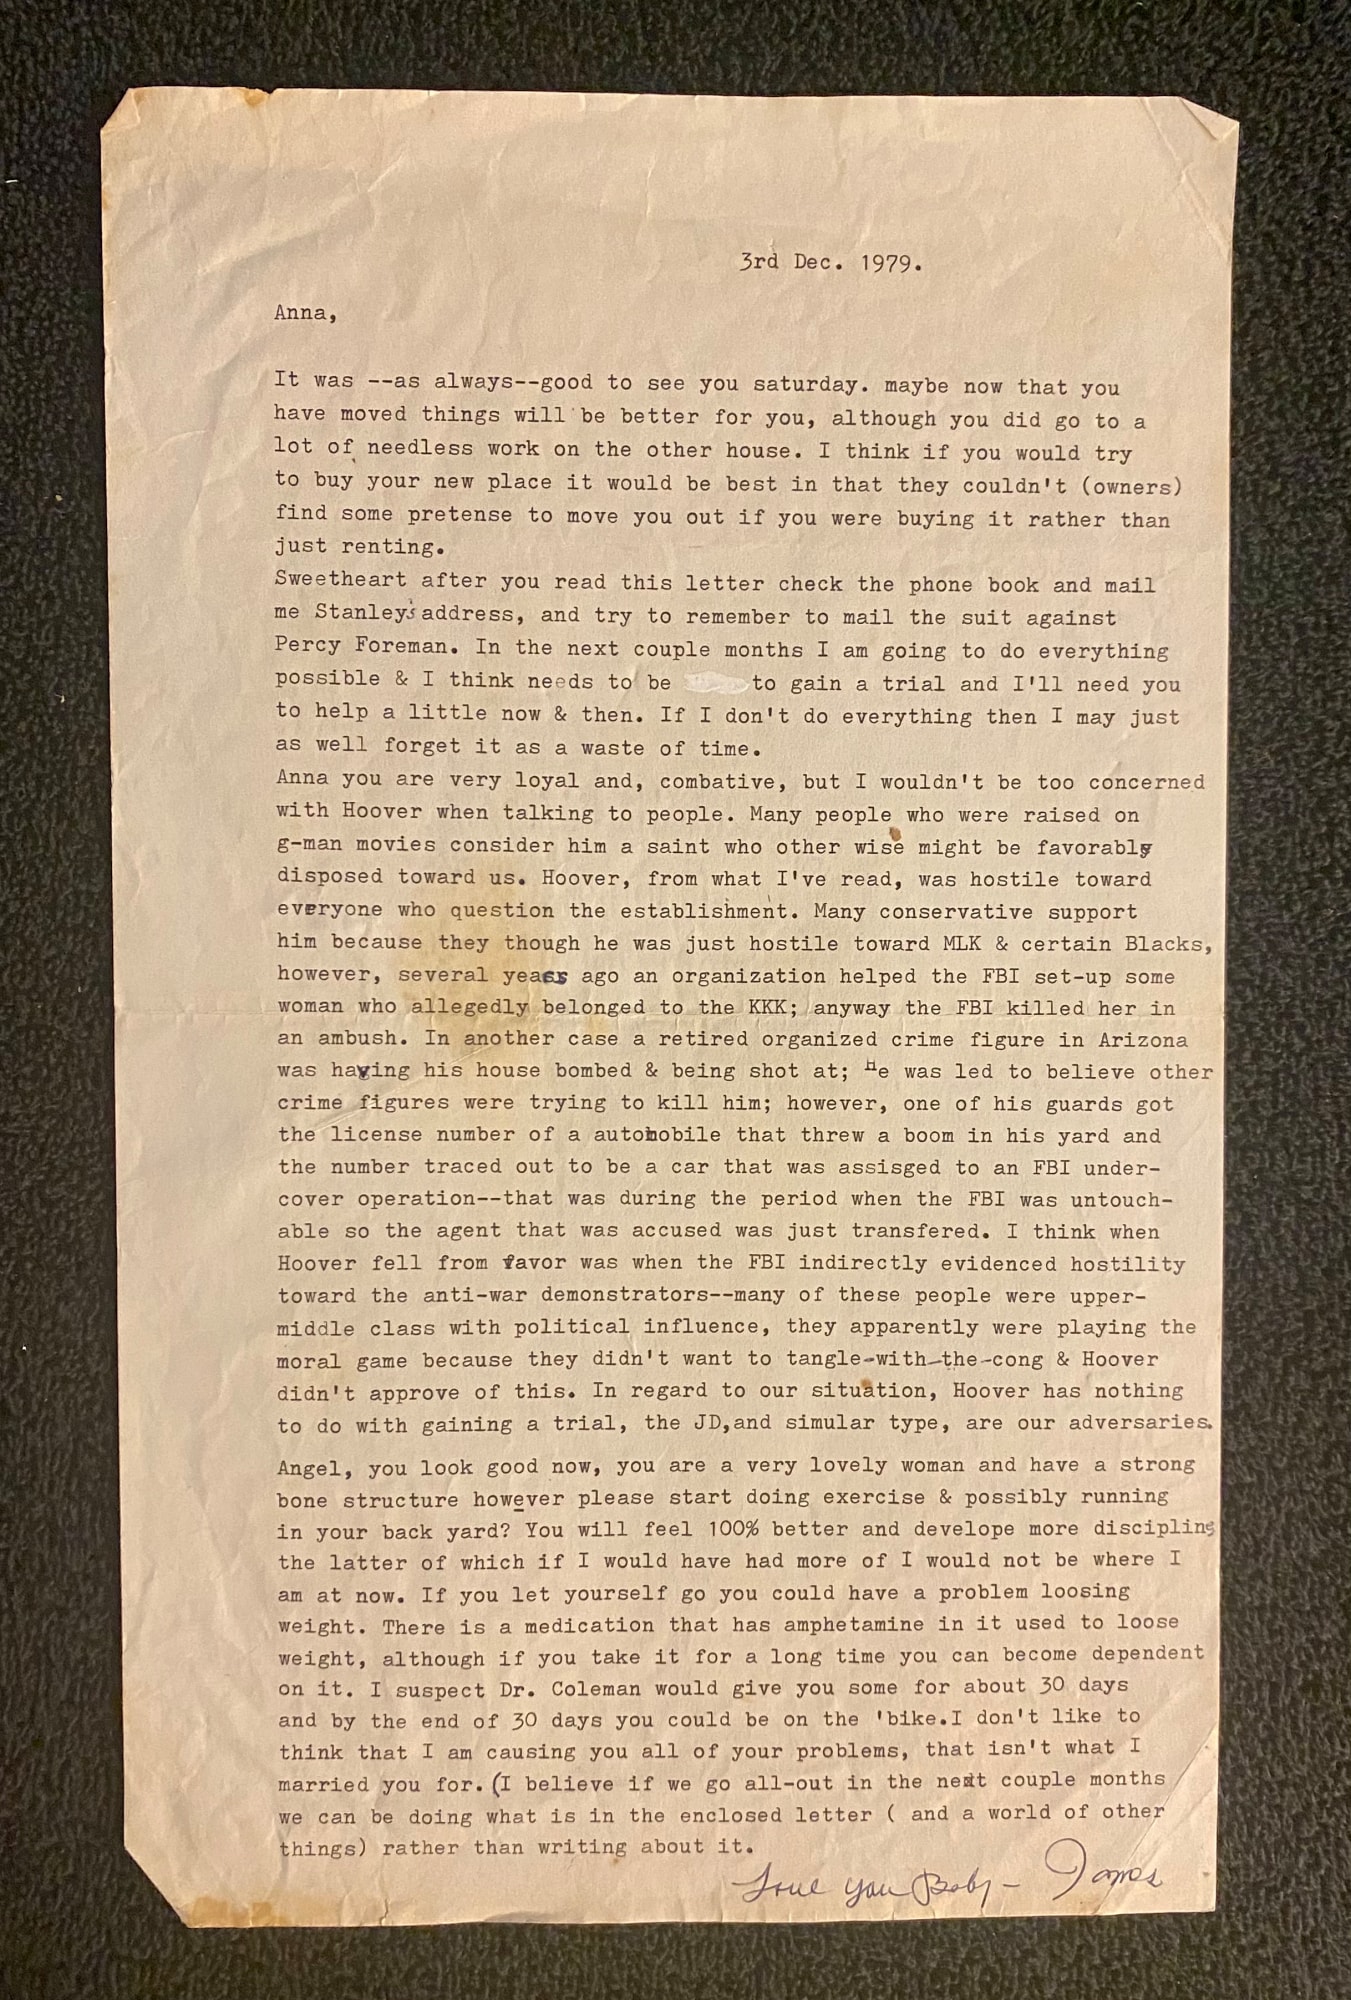 3rd Dec. 1979.
Anna,
It was --as always--good to see you saturday. maybe now that you
have moved things will be better for you, although you did go to a
lot of needless work on the other house. I think if you would try
to buy your new place it would be best in that they couldn't (owners)
find some pretense to move you out if you were buying it rather than
just renting.
Sweetheart after you read this letter check the phone book and mail
me Stanley's address, and try to remember to mail the suit against
Percy Foreman. In the next couple months I am going to do everything
possible & I think needs to be to gain a trial and I'll need you
to help a little now & then. If I don't do everything then I may just
as well forget it as a waste of time.
Anna you are very loyal and, combative, but I wouldn't be too concerned
with Hoover when talking to people. Many people who were raised on
g-man movies consider him a saint who other wise might be favorably
disposed toward us. Hoover, from what I've read, was hostile toward
everyone who question the establishment. Many conservative support
him because they though he was just hostile toward MLK & certain Blacks,
however, several years ago an organization helped the FBI set-up some
woman who allegedly belonged to the KKK; anyway the FBI killed her in
an ambush. In another case a retired organized crime figure in Arizona
was having his house bombed & being shot at; He was led to believe other
crime figures were trying to kill him; however, one of his guards got
the license number of a automobile that threw a boom in his yard and
the number traced out to be a car that was assisged to an FBI under-
cover operation--that was during the period when the FBI was untouch-
able so the agent that was accused was just transfered. I think when
Hoover fell from favor was when the FBI indirectly evidenced hostility
toward the anti-war demonstrators--many of these people were upper-
middle class with political influence, they apparently were playing the
moral game because they didn't want to tangle-with-the-cong & Hoover
didn't approve of this. In regard to our situation, Hoover has nothing
to do with gaining a trial, the JD,and simular type, are our adversaries.
Angel, you look good now, you are a very lovely woman and have a strong
bone structure however please start doing exercise & possibly running
in your back yard? You will feel 100% better and develope more discipline
the latter of which if I would have had more of I would not be where I
am at now. If you let yourself go you could have a problem loosing
weight. There is a medication that has amphetamine in it used to loose
weight, although if you take it for a long time you can become dependent
on it. I suspect Dr. Coleman would give you some for about 30 days
and by the end of 30 days you could be on the 'bike.I don't like to
think that I am causing you all of your problems, that isn't what I
married you for. (I believe if we go all-out in the next couple months
we can be doing what is in the enclosed letter ( and a world of other
things) rather than writing about it.
Love you Baby - James